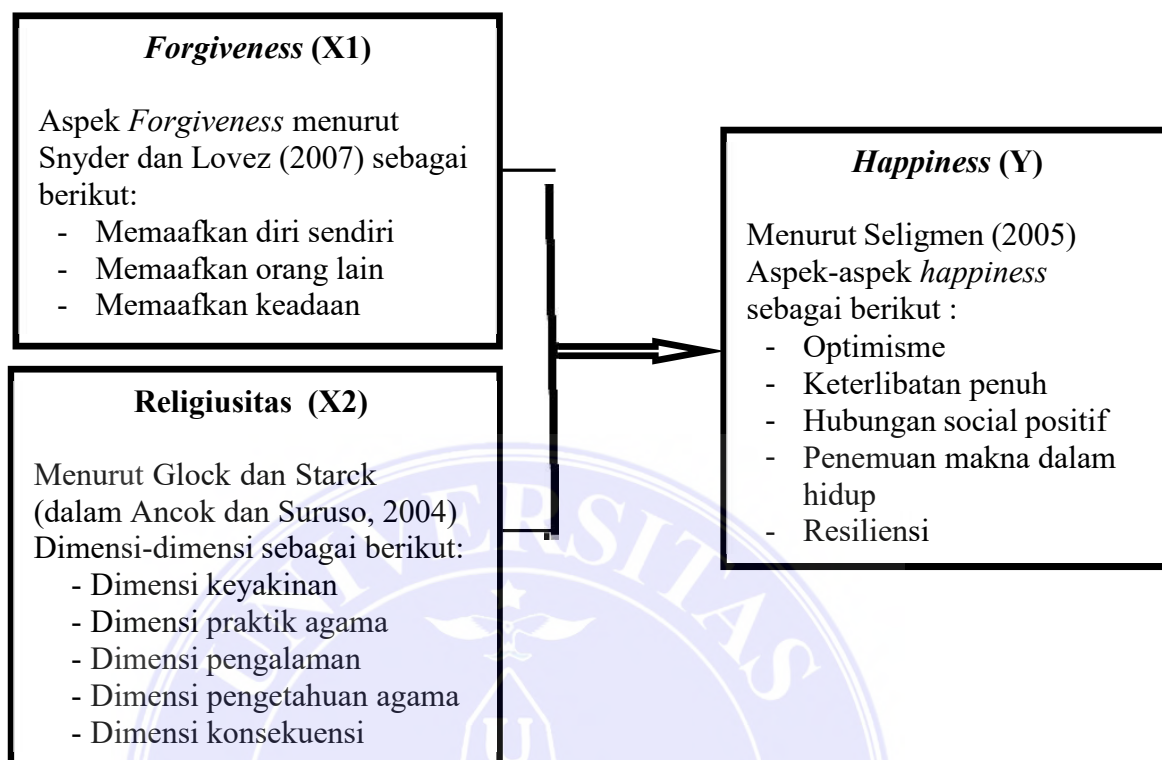 Forgiveness (X1)
Aspek Forgiveness menurut
Snyder dan Lovez (2007) sebagai
berikut:
- Memaafkan diri sendiri
- Memaafkan orang lain
- Memaafkan keadaan
Religiusitas (X2)
Menurut Glock dan Starck
(dalam Ancok dan Suruso, 2004)
Dimensi-dimensi sebagai berikut:
- Dimensi keyakinan
- Dimensi praktik agama
- Dimensi pengalaman
- Dimensi pengetahuan agama
- Dimensi konsekuensi
Happiness (Y)
Menurut Seligmen (2005)
Aspek-aspek happiness
sebagai berikut :
- Optimisme
- Keterlibatan penuh
- Hubungan social positif
- Penemuan makna dalam
hidup
- Resiliensi
UNIVERSITAS
U